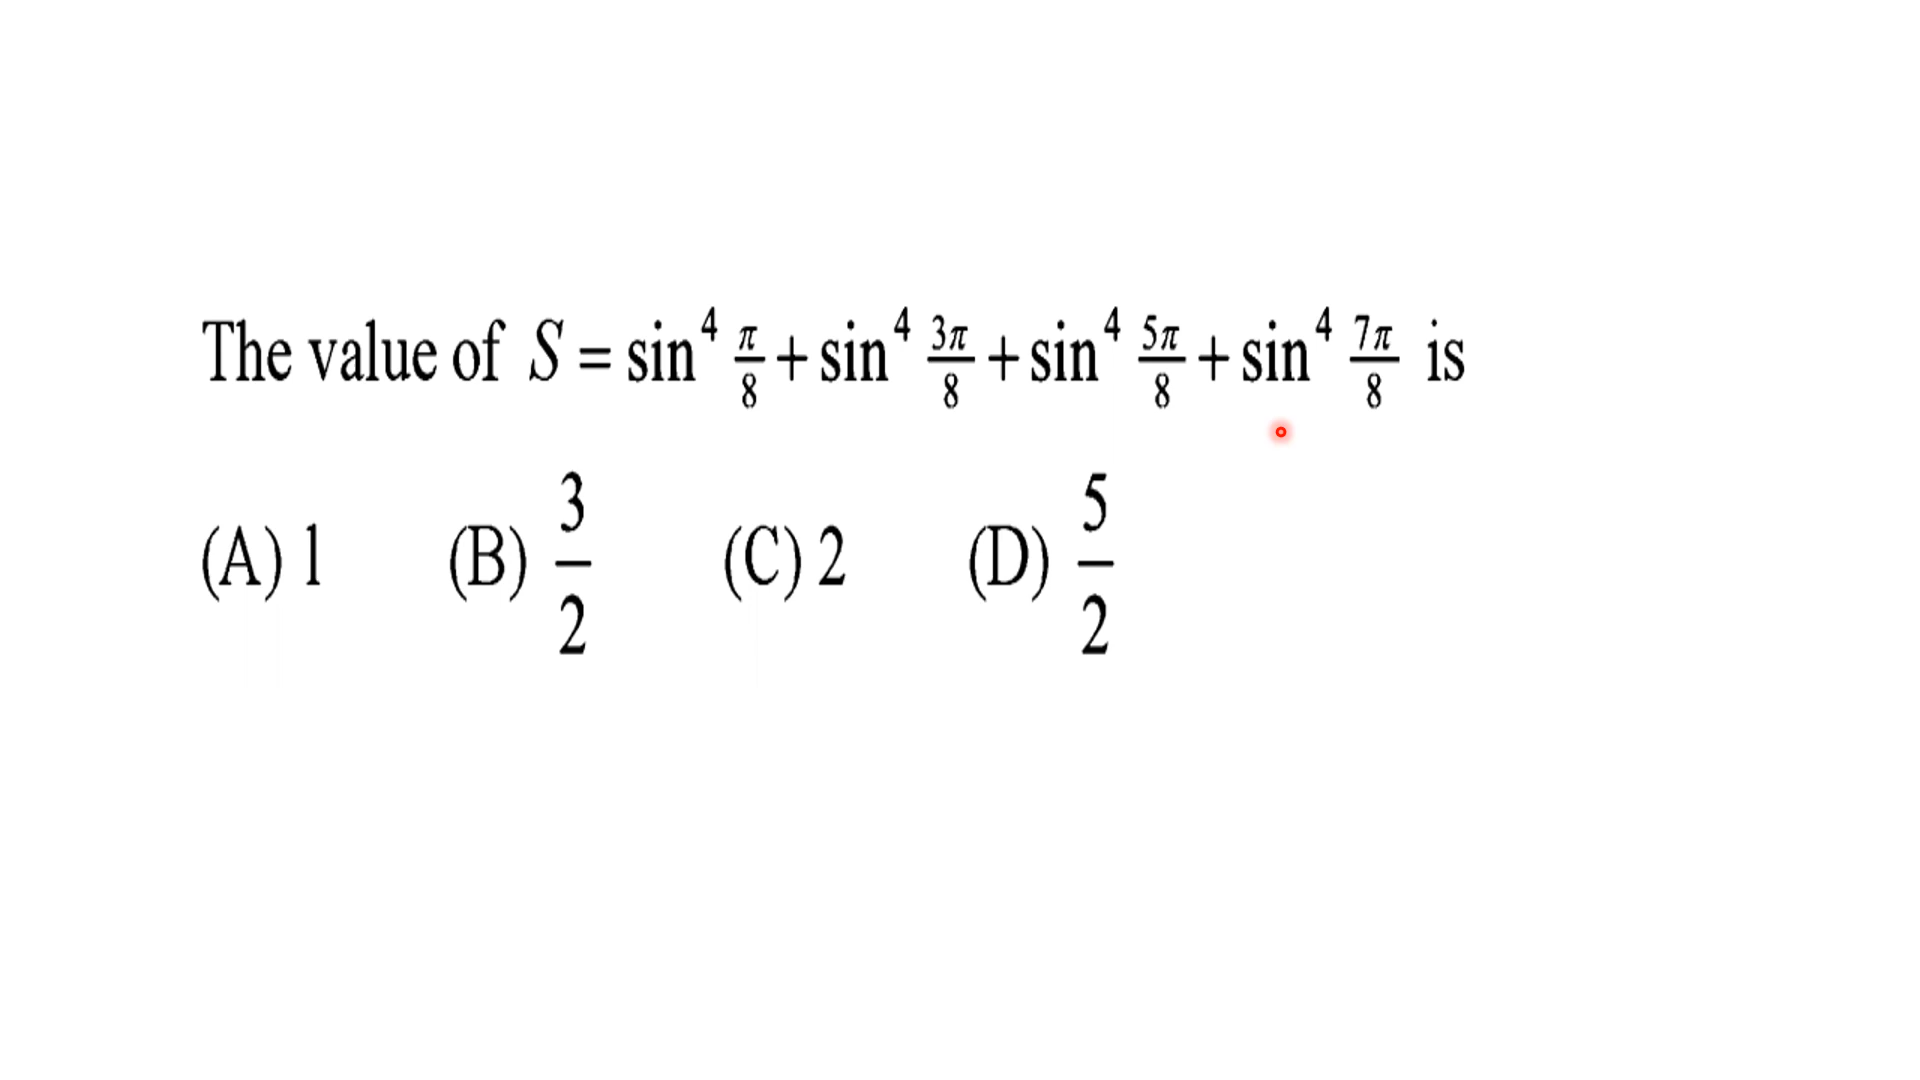 The value of S = sin⁴ π/8 + sin⁴ 3π/8 + sin⁴ 5π/8 + sin⁴ 7π/8 is
(A) 1 (B) 3/2 (C) 2 (D) 5/2